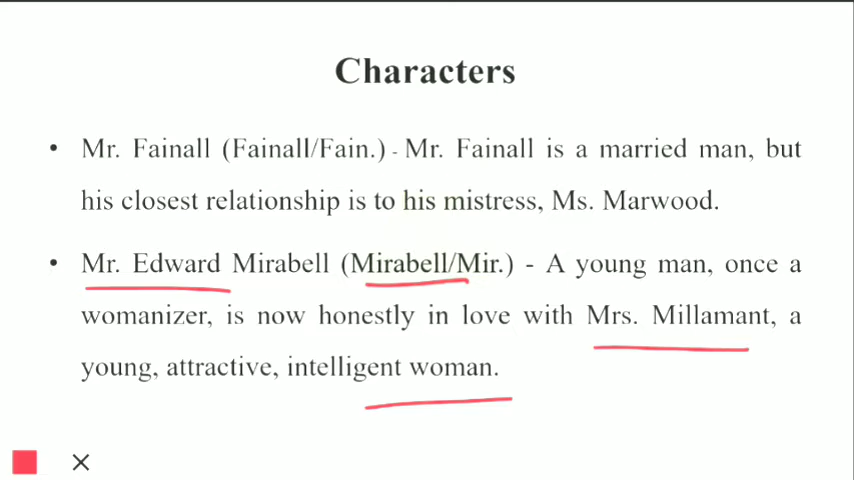 Characters
• Mr. Fainall (Fainall/Fain.) - Mr. Fainall is a married man, but
his closest relationship is to his mistress, Ms. Marwood.
• Mr. Edward Mirabell (Mirabell/Mir.) - A young man, once a
womanizer, is now honestly in love with Mrs. Millamant, a
young, attractive, intelligent woman.